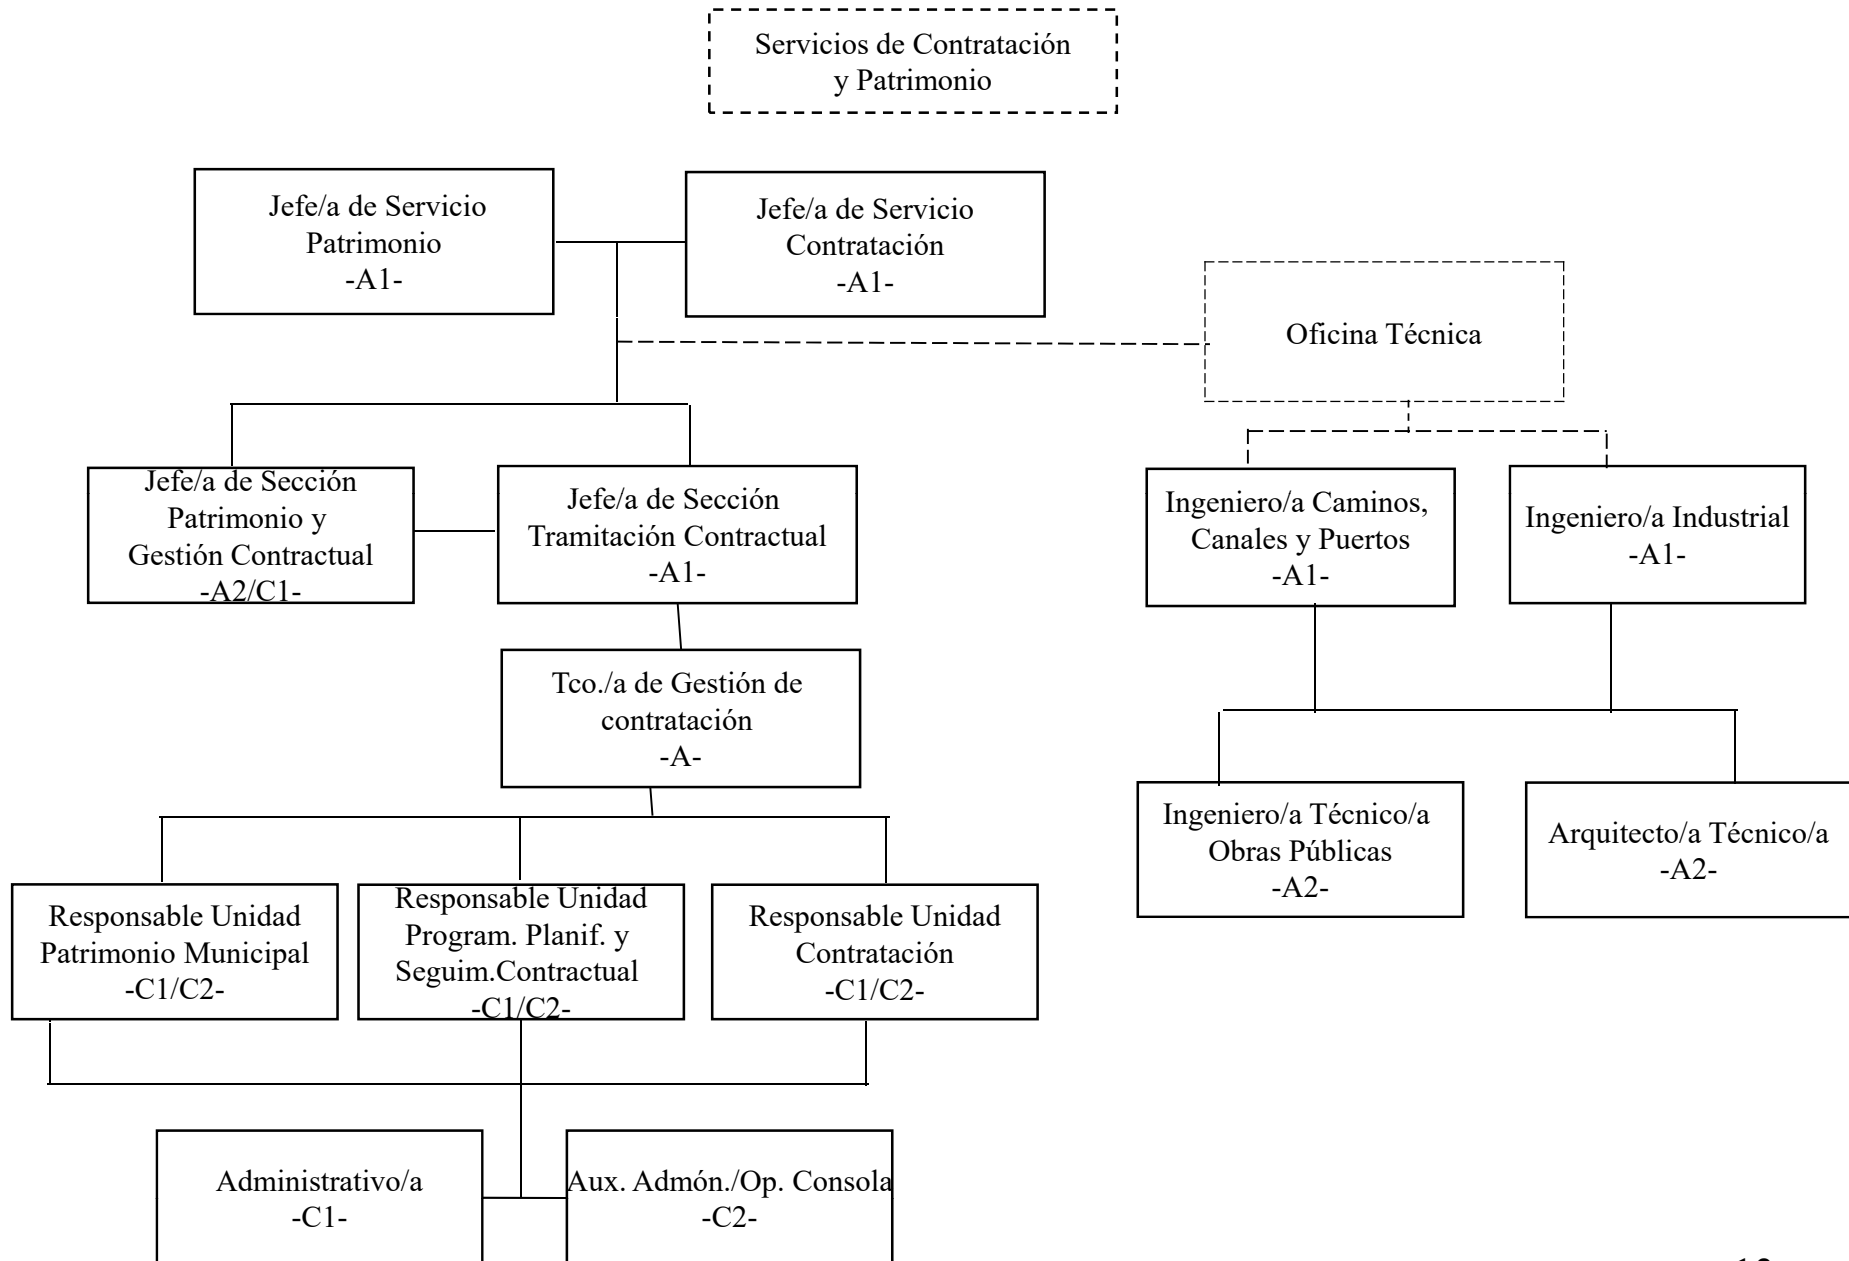 Servicios de Contratación
y Patrimonio
Jefe/a de Servicio
Patrimonio
-A1-
Jefe/a de Servicio
Contratación
-A1-
Oficina Técnica
Jefe/a de Sección
Patrimonio y
Gestión Contractual
-A2/C1-
Jefe/a de Sección
Tramitación Contractual
-A1-
Ingeniero/a Caminos,
Canales y Puertos
-A1-
Ingeniero/a Industrial
-A1-
Tco./a de Gestión de
contratación
-A-
Ingeniero/a Técnico/a
Obras Públicas
-A2-
Arquitecto/a Técnico/a
-A2-
Responsable Unidad
Patrimonio Municipal
-C1/C2-
Responsable Unidad
Program. Planif. y
Seguim.Contractual
-C1/C2-
Responsable Unidad
Contratación
-C1/C2-
Administrativo/a
-C1-
Aux. Admón./Op. Consola
-C2-